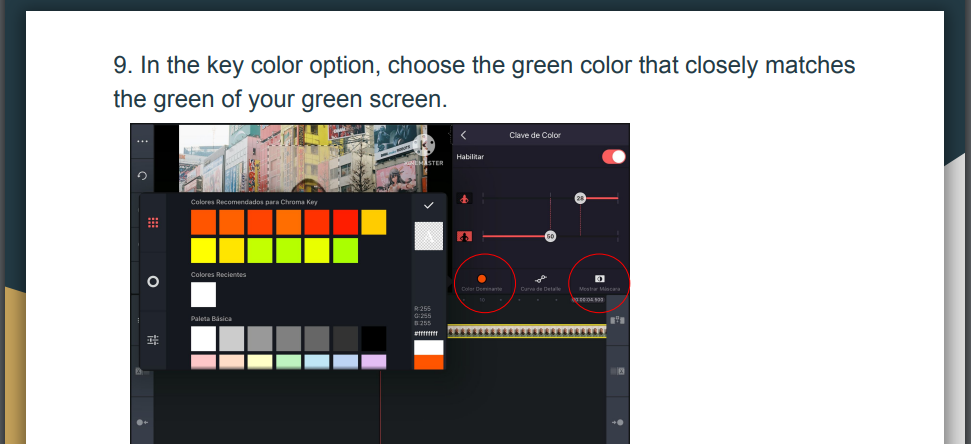 9. In the key color option, choose the green color that closely matches
the green of your green screen.
Clave de Color
Habilitar
28
50
Color Dominante
Curva de Detalle
Mostrar Máscara
Colores Recomendados para Chroma Key
Colores Recientes
Paleta Básica
R:255
G:255
B:255
#ffffffff